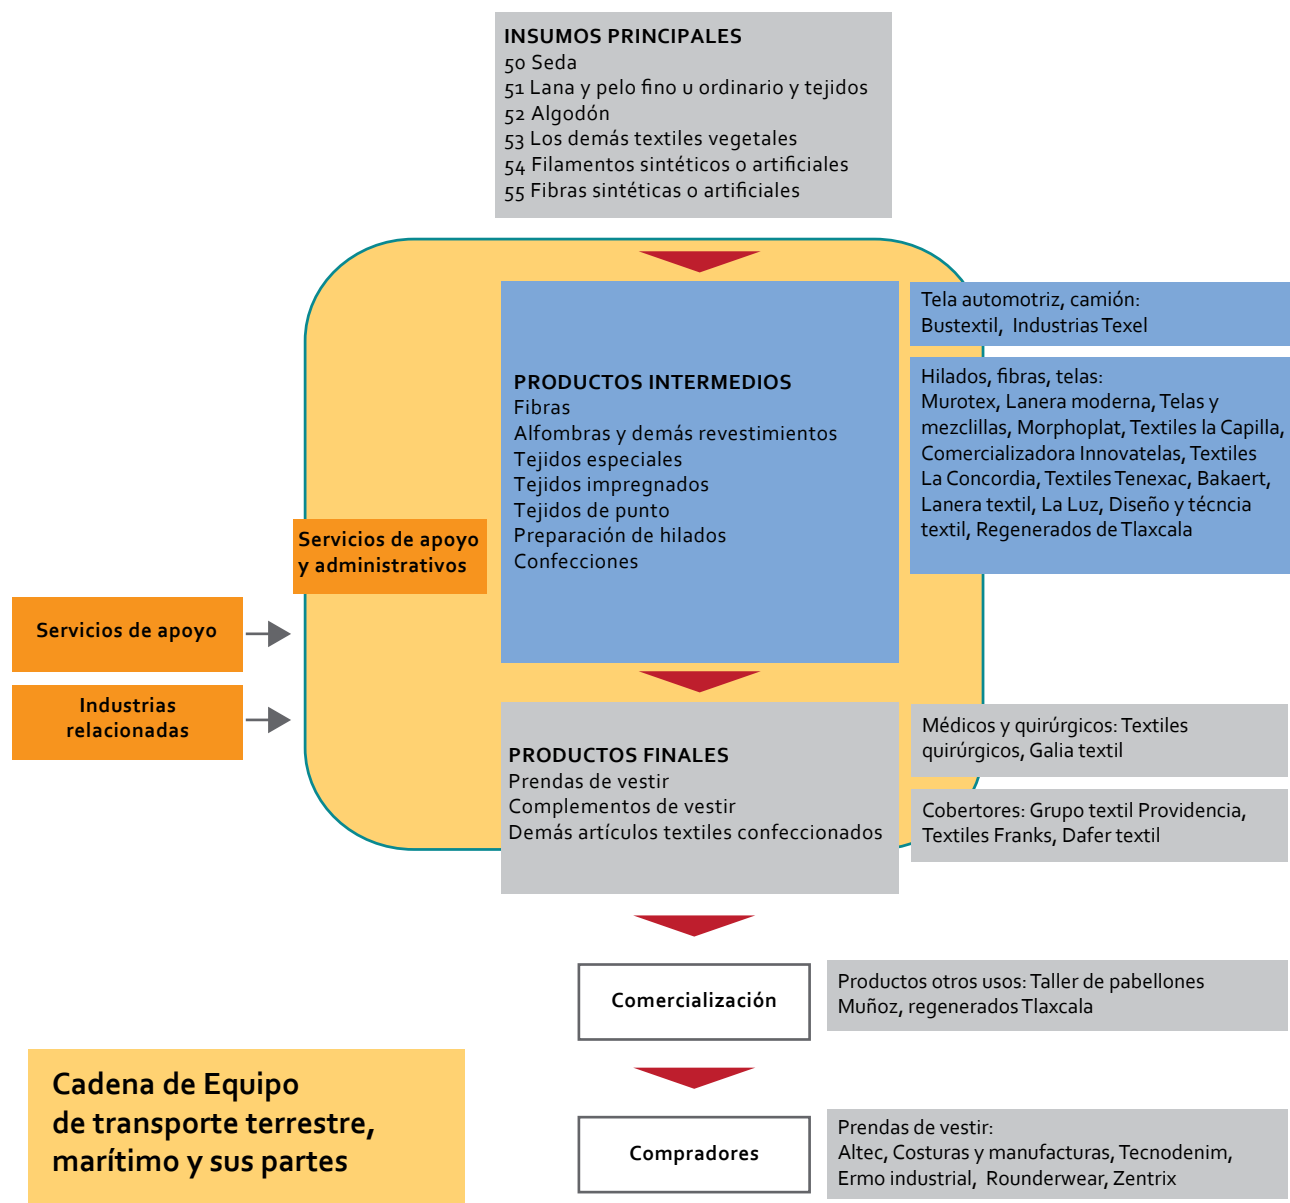 INSUMOS PRINCIPALES
50 Seda
51 Lana y pelo fino u ordinario y tejidos
52 Algodón
53 Los demás textiles vegetales
54 Filamentos sintéticos o artificiales
55 Fibras sintéticas o artificiales
Tela automotriz, camión:
Bustextil, Industrias Texel
PRODUCTOS INTERMEDIOS
Fibras
Alfombras y demás revestimientos
Tejidos especiales
Tejidos impregnados
Tejidos de punto
Preparación de hilados
Confecciones
Hilados, fibras, telas:
Murotex, Lanera moderna, Telas y
mezclillas, Morphoplat, Textiles la Capilla,
Comercializadora Innovatelas, Textiles
La Concordia, Textiles Tenexac, Bakaert,
Lanera textil, La Luz, Diseño y técncia
textil, Regenerados de Tlaxcala
Servicios de apoyo
y administrativos
Servicios de apoyo
Industrias
relacionadas
PRODUCTOS FINALES
Prendas de vestir
Complementos de vestir
Demás artículos textiles confeccionados
Médicos y quirúrgicos: Textiles
quirúrgicos, Galia textil
Cobertores: Grupo textil Providencia,
Textiles Franks, Dafer textil
Comercialización
Productos otros usos: Taller de pabellones
Muñoz, regenerados Tlaxcala
Cadena de Equipo
de transporte terrestre,
marítimo y sus partes
Compradores
Prendas de vestir:
Altec, Costuras y manufacturas, Tecnodenim,
Ermo industrial, Rounderwear, Zentrix